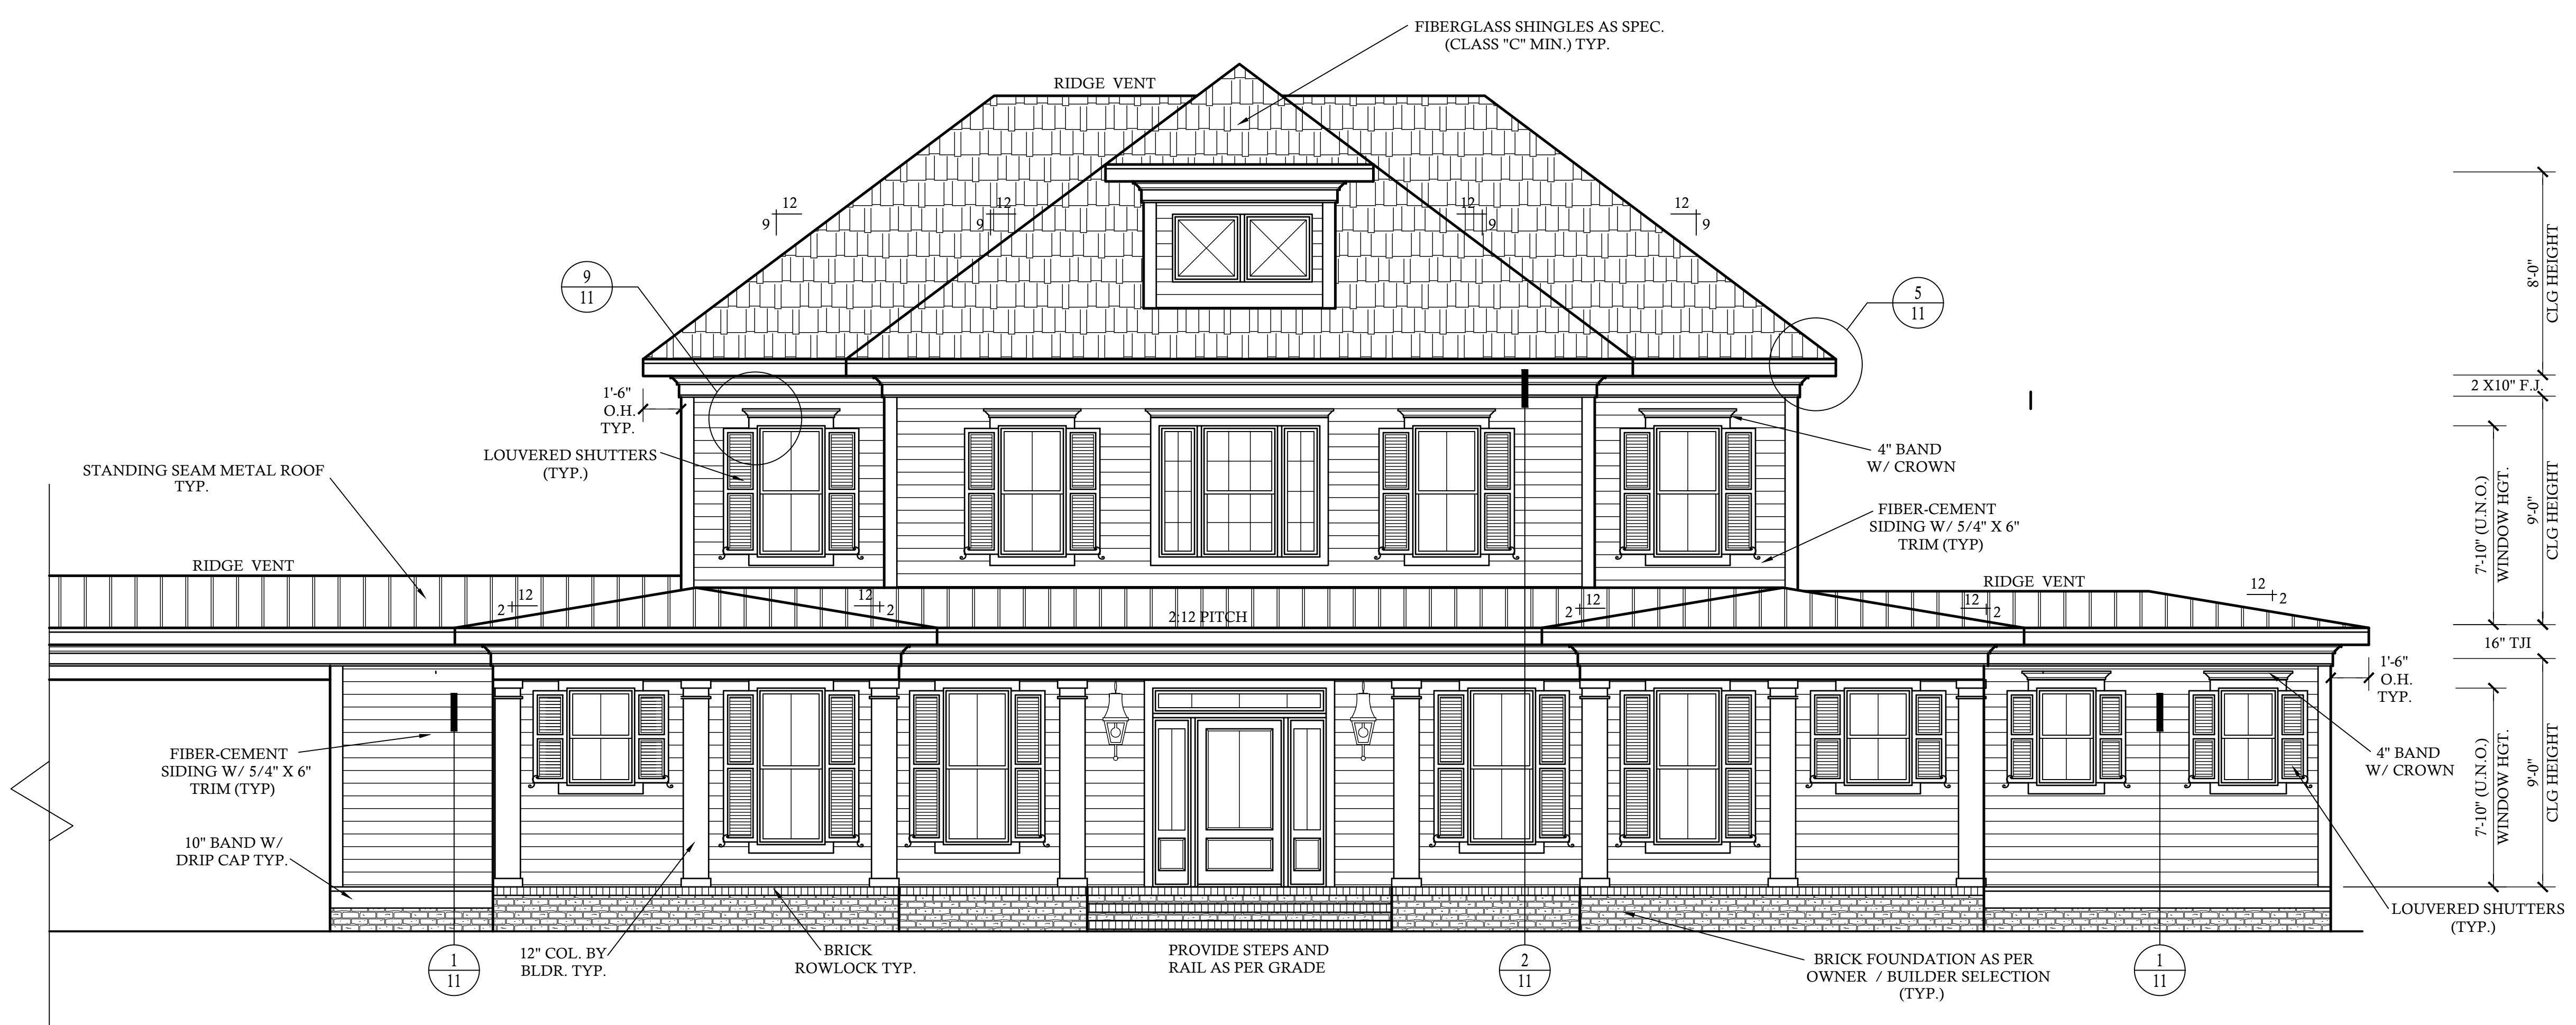 FIBERGLASS SHINGLES AS SPEC.
(CLASS "C" MIN.) TYP.
RIDGE VENT
12
9
12
9
12
9
12
9
9
11
5
11
8'-0"
CLG HEIGHT
2 X10" F.J.
1'-6"
O.H.
TYP.
LOUVERED SHUTTERS
(TYP.)
4" BAND
W/ CROWN
STANDING SEAM METAL ROOF
TYP.
FIBER-CEMENT
SIDING W/ 5/4" X 6"
TRIM (TYP)
7'-10" (U.N.O.)
WINDOW HGT.
9'-0"
CLG HEIGHT
RIDGE VENT
RIDGE VENT
12
2
12
2
2:12 PITCH
12
2
12
2
12
2
16" TJI
1'-6"
O.H.
TYP.
FIBER-CEMENT
SIDING W/ 5/4" X 6"
TRIM (TYP)
4" BAND
W/ CROWN
7'-10" (U.N.O.)
WINDOW HGT.
9'-0"
CLG HEIGHT
10" BAND W/
DRIP CAP TYP.
LOUVERED SHUTTERS
(TYP.)
1
11
12" COL. BY
BLDR. TYP.
BRICK
ROWLOCK TYP.
PROVIDE STEPS AND
RAIL AS PER GRADE
2
11
BRICK FOUNDATION AS PER
OWNER / BUILDER SELECTION
(TYP.)
1
11